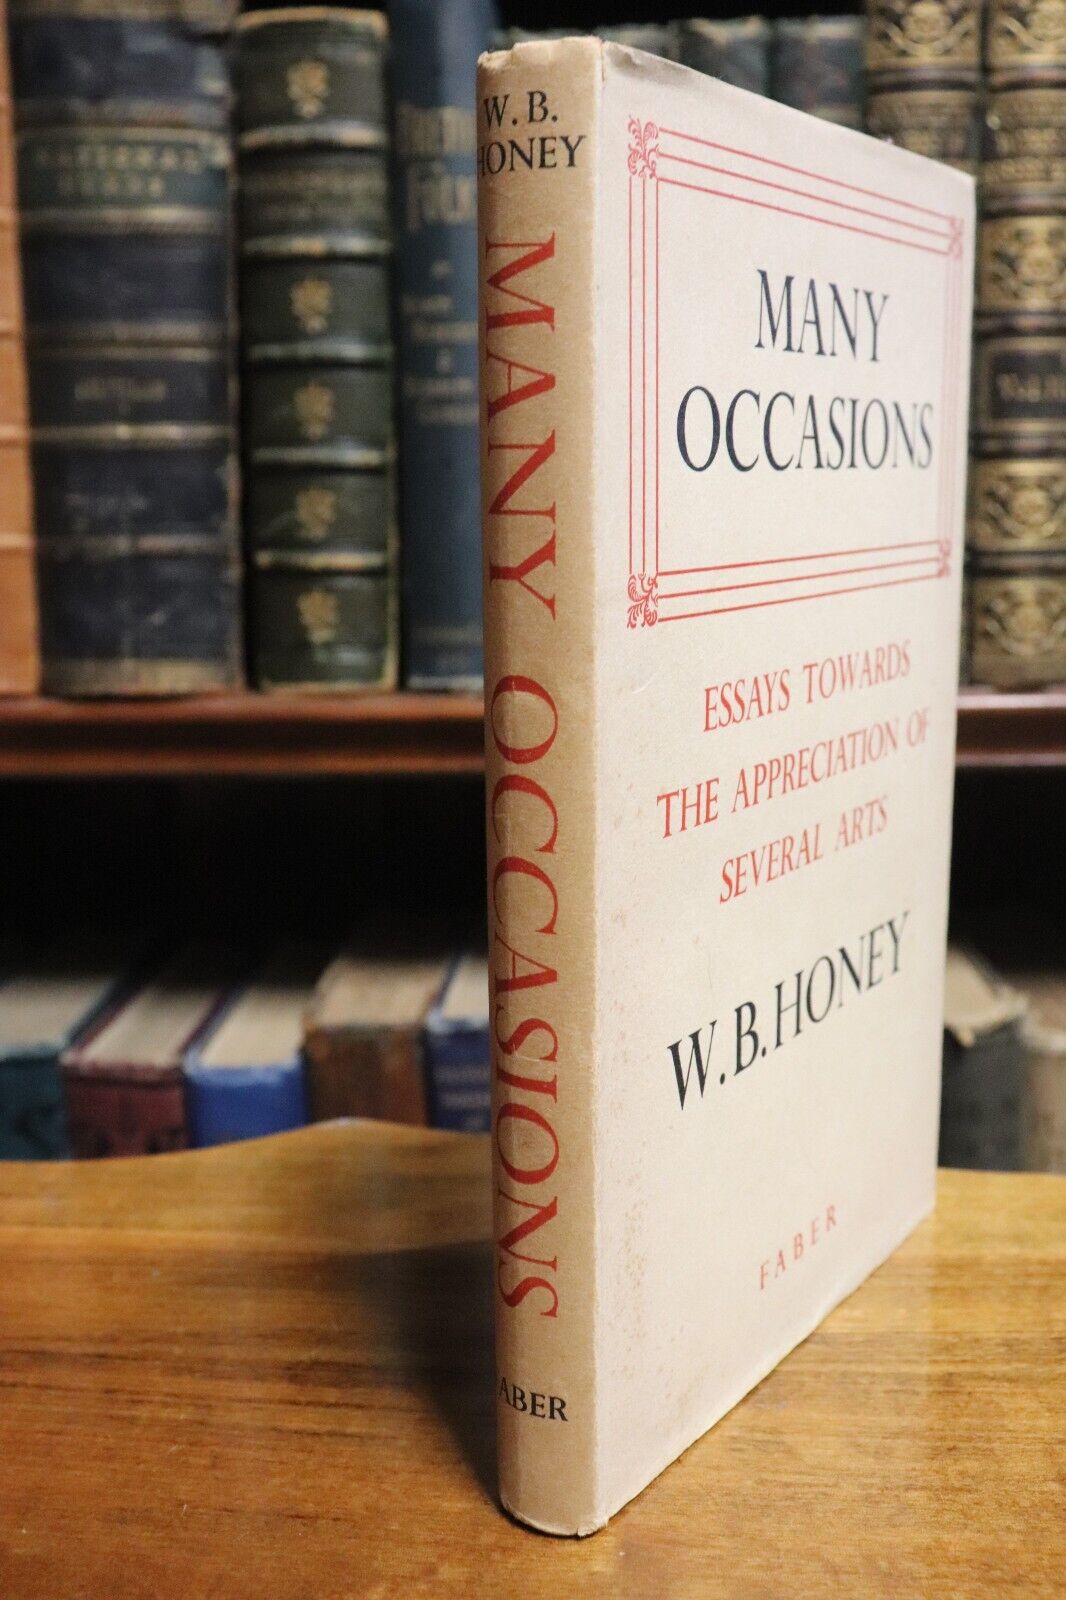 W. B.
HONEY
MANY OCCASIONS
ABER
MANY
OCCASIONS
ESSAYS TOWARDS
THE APPRECIATION OF
SEVERAL ARTS
W. B. HONEY
FABER